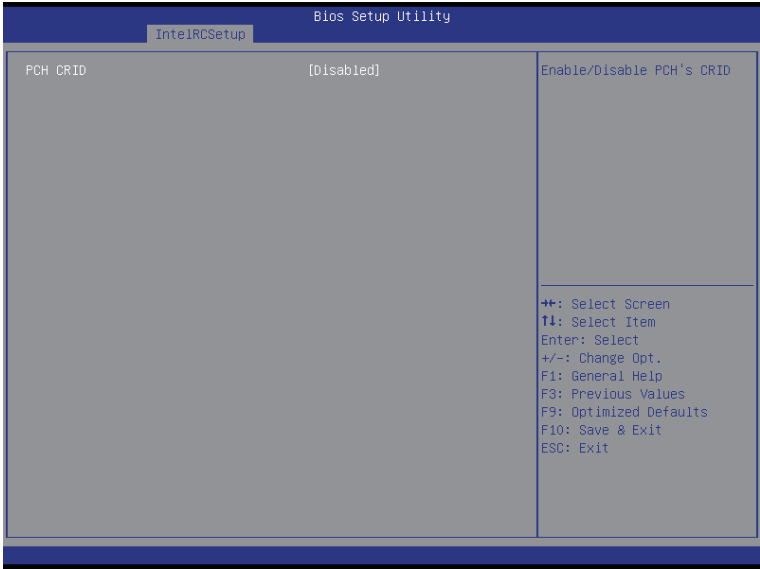 Bios Setup Utility
IntelRCSetup
PCH CRID [Disabled]
Enable/Disable PCH's CRID
→←: Select Screen
↑↓: Select Item
Enter: Select
+/-: Change Opt.
F1: General Help
F3: Previous Values
F9: Optimized Defaults
F10: Save & Exit
ESC: Exit